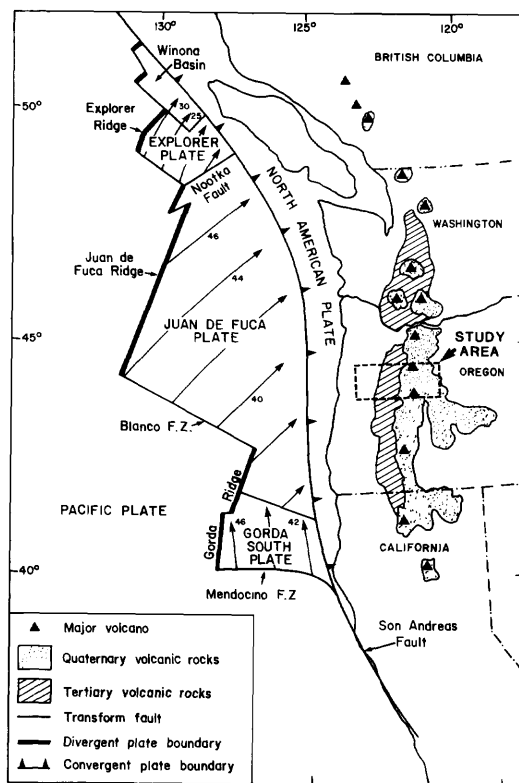 130° 125° 120°
BRITISH COLUMBIA
Winona
Basin
50°
Explorer
Ridge
30
25
EXPLORER
PLATE
Nootka
Fault
NORTH AMERICAN PLATE
WASHINGTON
Juan de
Fuca Ridge
46
44
JUAN DE FUCA
PLATE
45°
STUDY
AREA
OREGON
40
Blanco F.Z.
PACIFIC PLATE
Gorda
Ridge
46
42
GORDA
SOUTH
PLATE
CALIFORNIA
40°
Mendocino F.Z
San Andreas
Fault
Major volcano
Quaternary volcanic rocks
Tertiary volcanic rocks
Transform fault
Divergent plate boundary
Convergent plate boundary